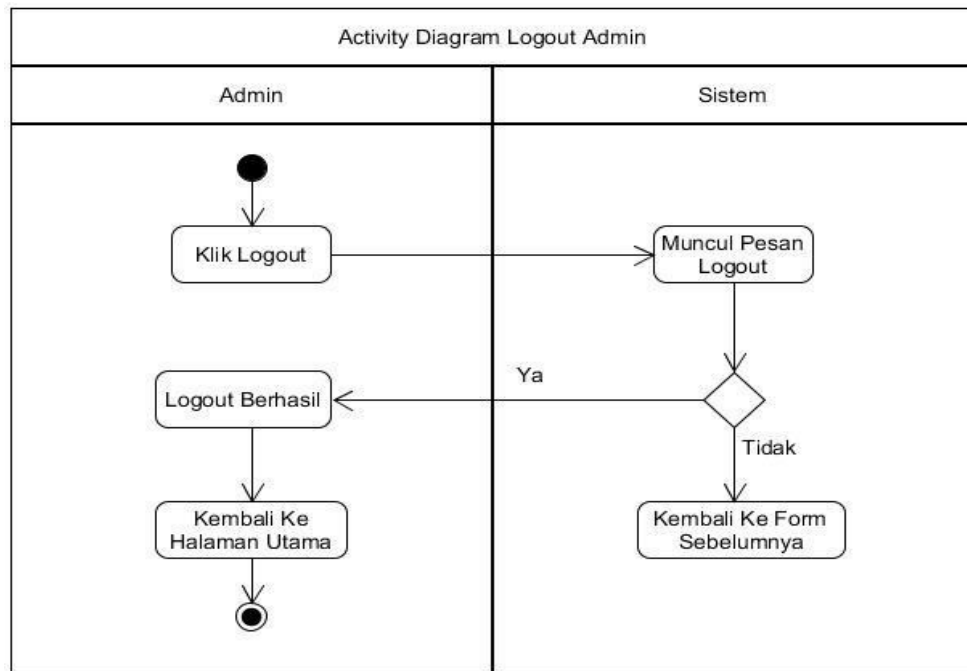 Activity Diagram Logout Admin
Admin
Sistem
Klik Logout
Muncul Pesan
Logout
Ya
Logout Berhasil
Tidak
Kembali Ke
Halaman Utama
Kembali Ke Form
Sebelumnya